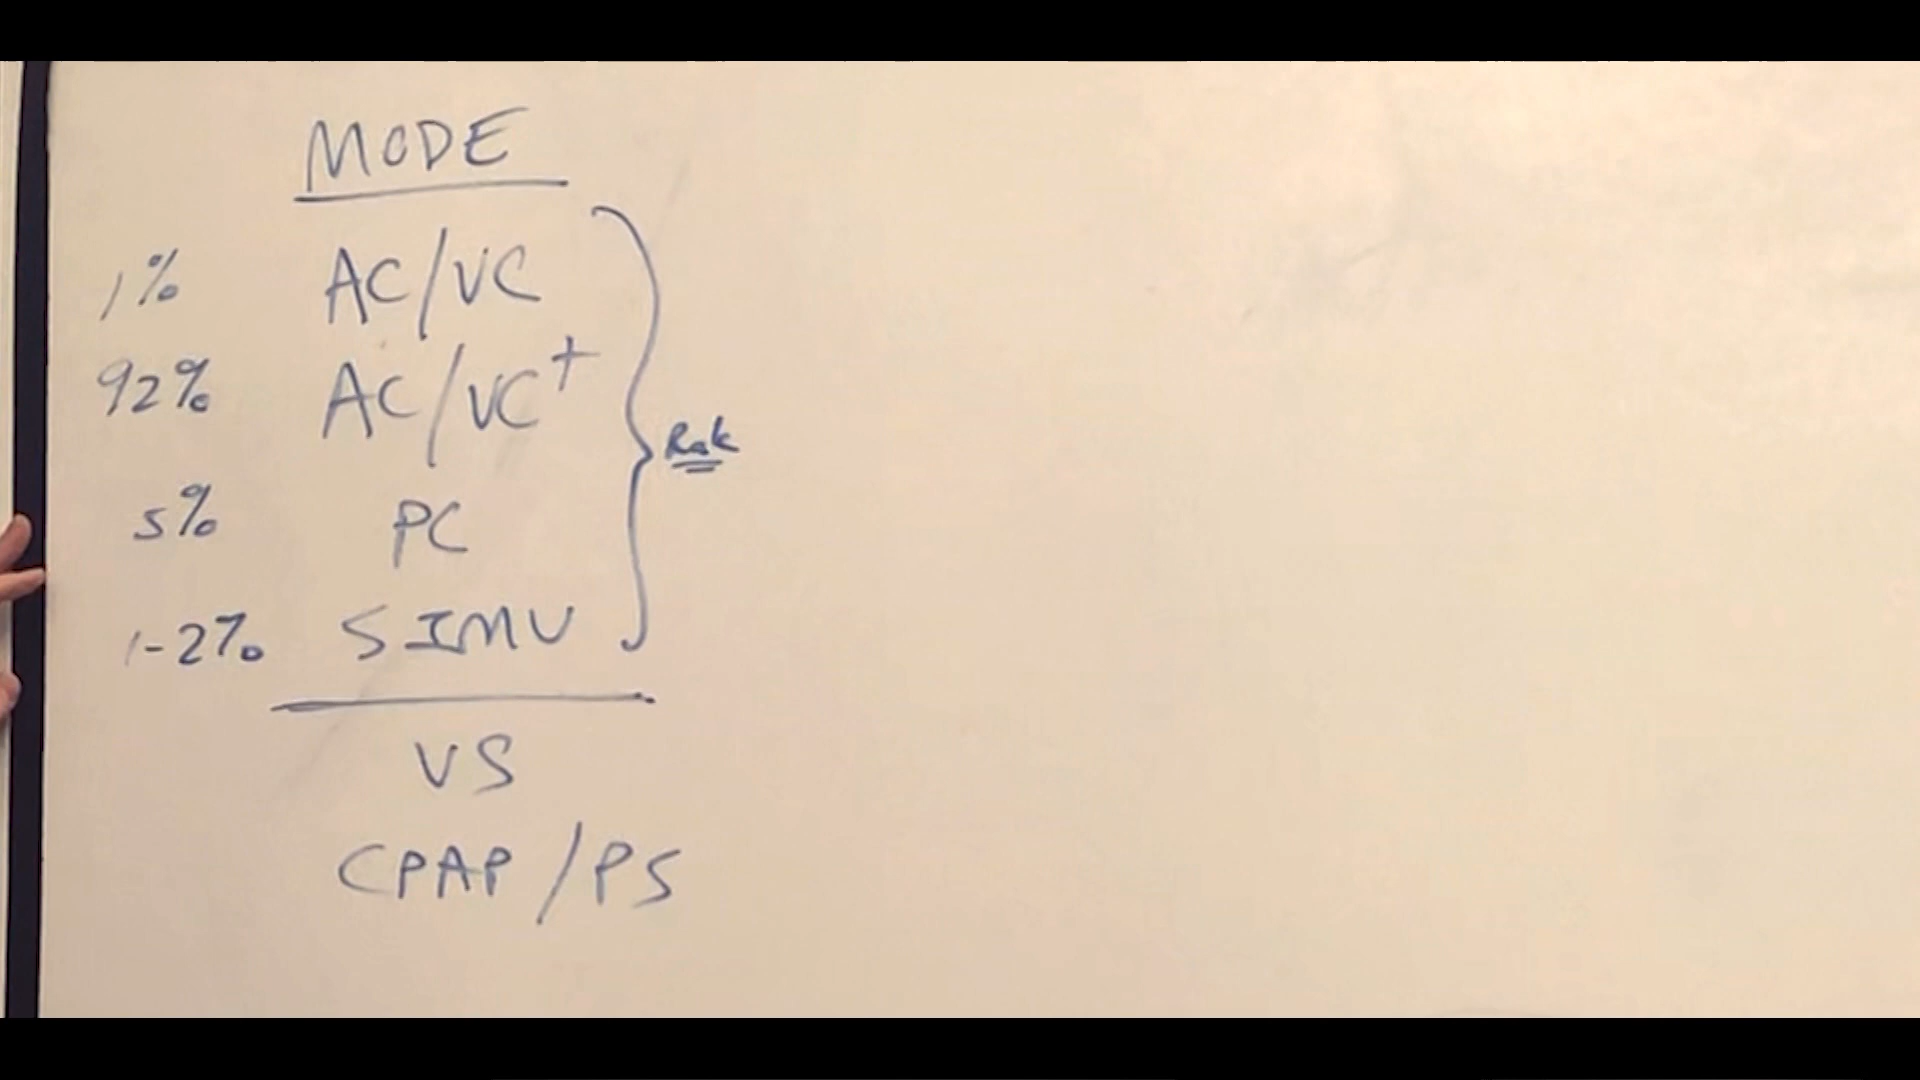 MODE
1% AC/VC
92% AC/VC+
5% PC
1-2% SIMV
VS
CPAP/PS